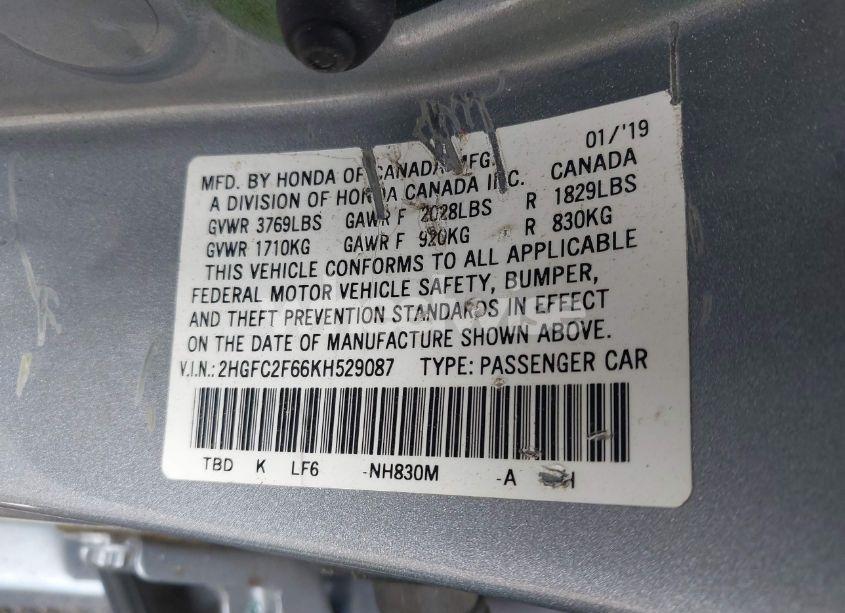 01/'19
MFD. BY HONDA OF CANADA MFG. CANADA
A DIVISION OF HONDA CANADA INC.
GVWR 3769LBS GAWR F 2028LBS R 1829LBS
GVWR 1710KG GAWR F 920KG R 830KG
THIS VEHICLE CONFORMS TO ALL APPLICABLE
FEDERAL MOTOR VEHICLE SAFETY, BUMPER,
AND THEFT PREVENTION STANDARDS IN EFFECT
ON THE DATE OF MANUFACTURE SHOWN ABOVE.
V.I.N.: 2HGFC2F66KH529087 TYPE: PASSENGER CAR
TBD K LF6 -NH830M -A